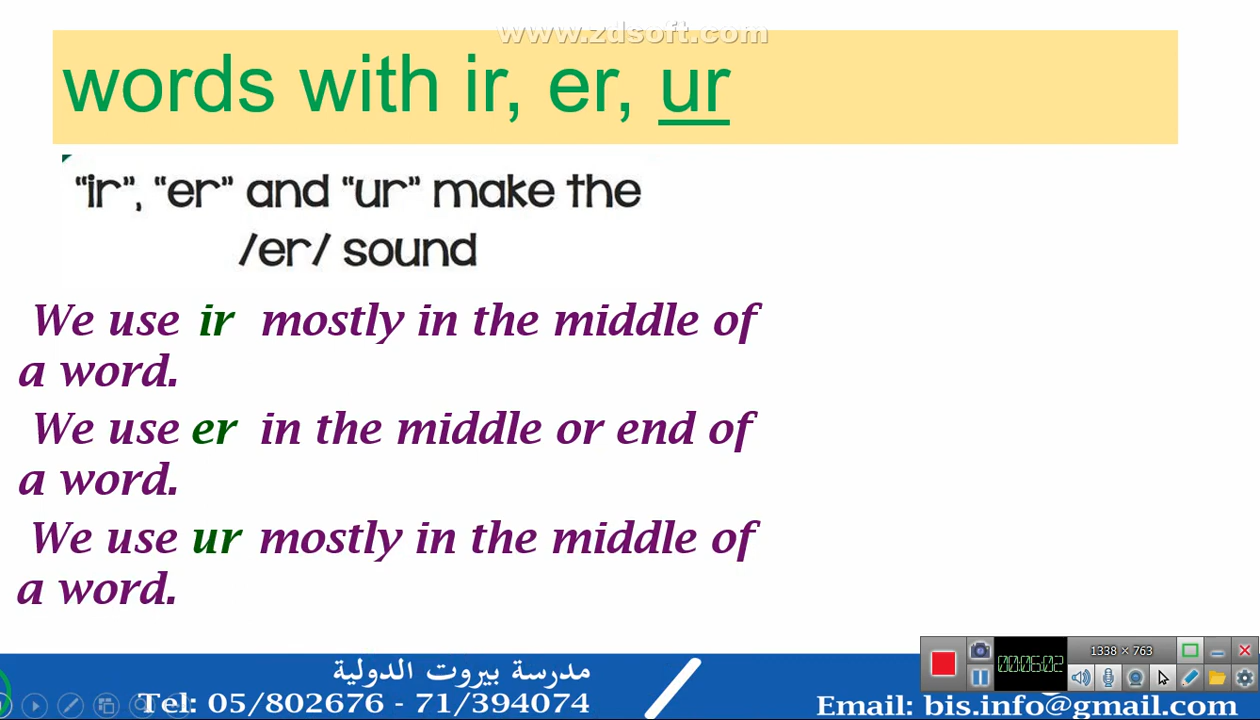 www.zdsoft.com
words with ir, er, ur
“ir”, “er” and “ur” make the
/er/ sound
We use ir mostly in the middle of
a word.
We use er in the middle or end of
a word.
We use ur mostly in the middle of
a word.
مدرسة بيروت الدولية
Tel: 05/802676 - 71/394074
Email: bis.info@gmail.com
1338 × 763
00:06:02